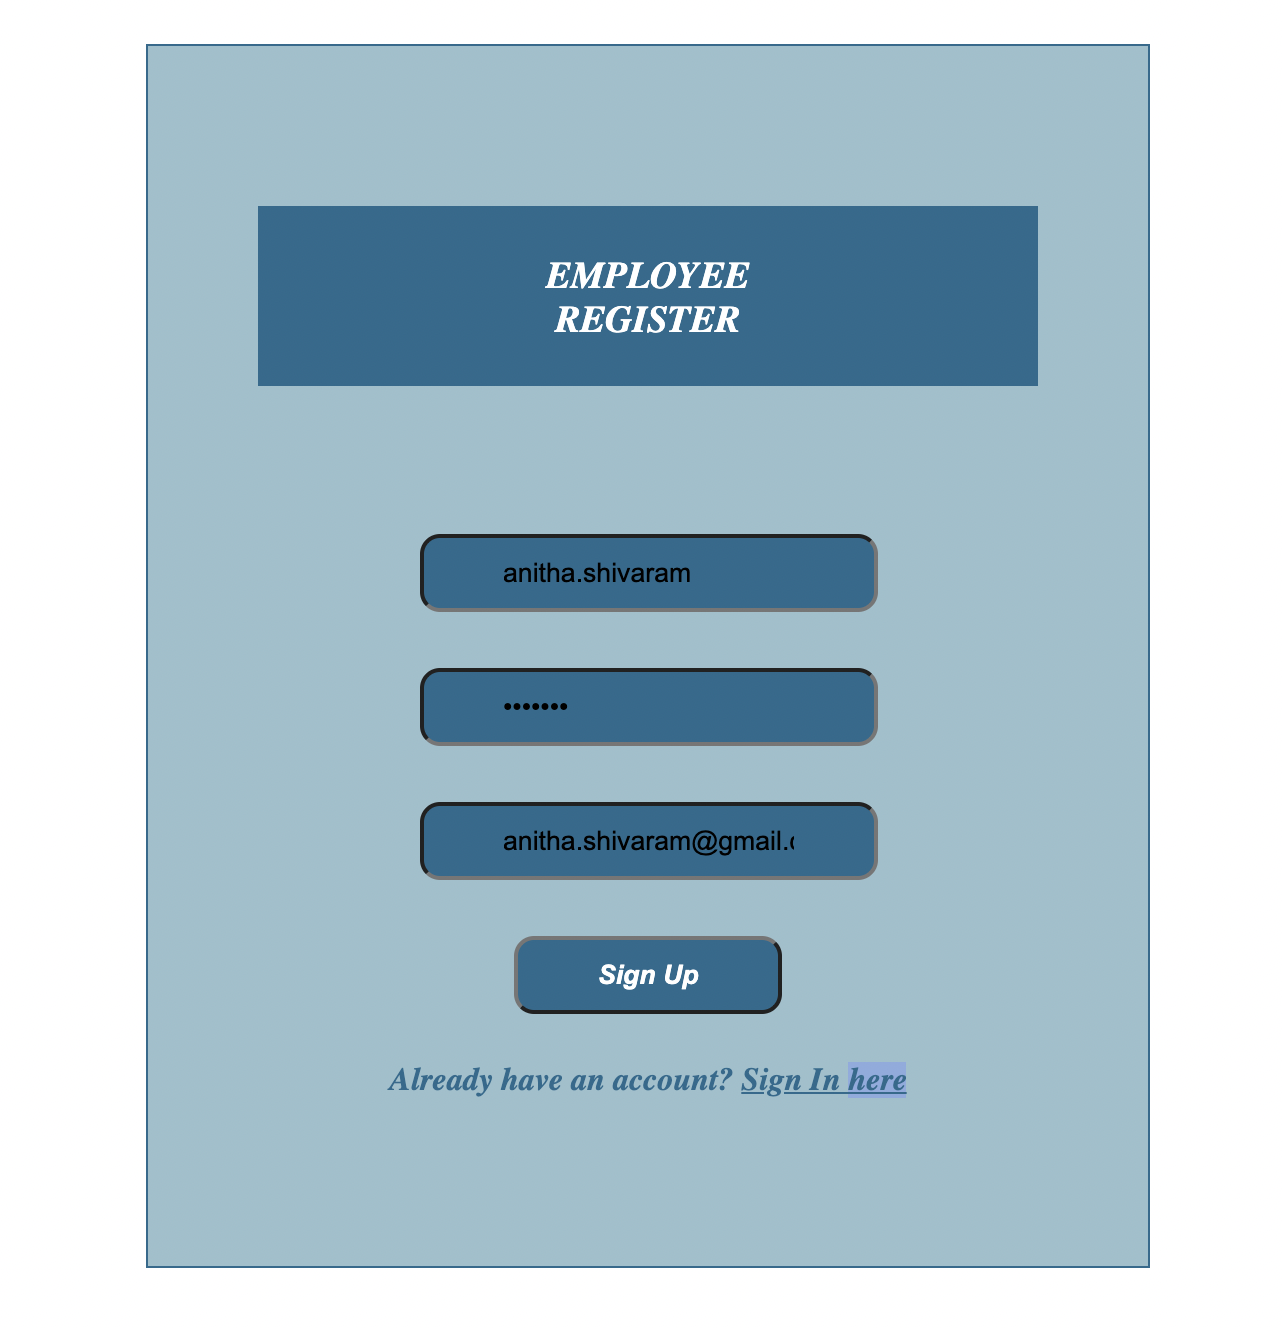 EMPLOYEE
REGISTER
anitha.shivaram
•••••••
anitha.shivaram@gmail.c
Sign Up
Already have an account? Sign In here